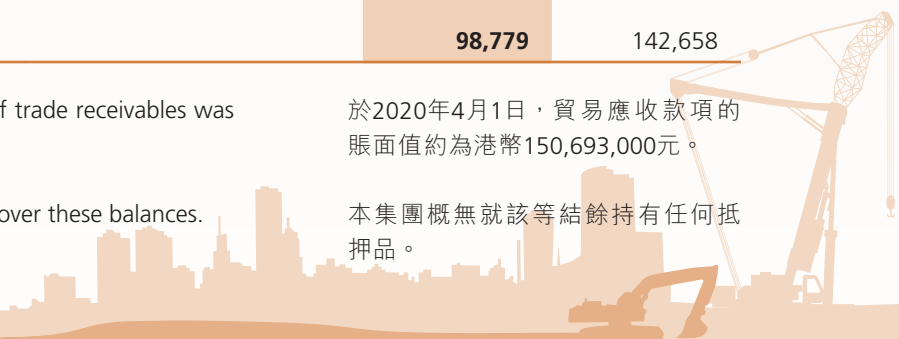 98,779 142,658
f trade receivables was
over these balances.
於2020年4月1日，貿易應收款項的
賬面值約為港幣150,693,000元。
本集團概無就該等結餘持有任何抵
押品。